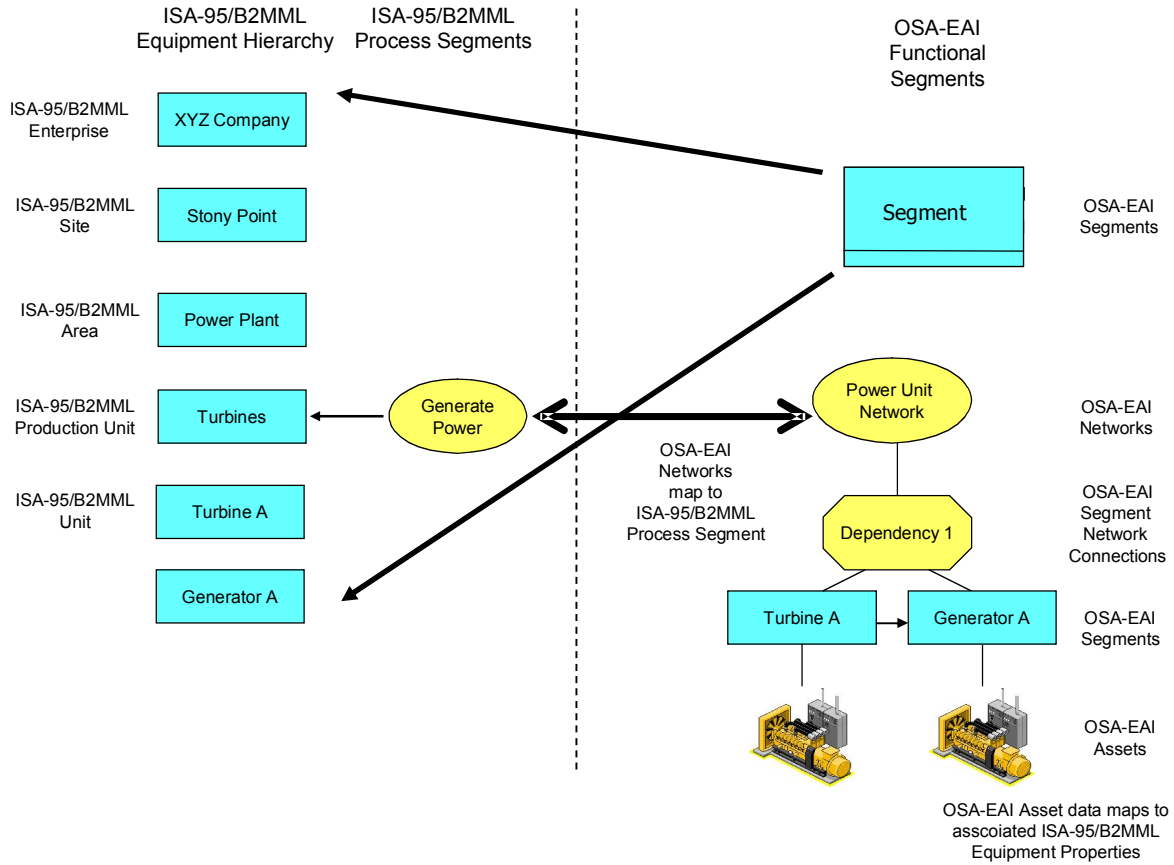 ISA-95/B2MML
Equipment Hierarchy
ISA-95/B2MML
Process Segments
OSA-EAI
Functional
Segments
ISA-95/B2MML
Enterprise
XYZ Company
ISA-95/B2MML
Site
Stony Point
Segment
OSA-EAI
Segments
ISA-95/B2MML
Area
Power Plant
ISA-95/B2MML
Production Unit
Turbines
Generate
Power
Power Unit
Network
OSA-EAI
Networks
OSA-EAI
Networks
map to
ISA-95/B2MML
Process Segment
ISA-95/B2MML
Unit
Turbine A
Dependency 1
OSA-EAI
Segment
Network
Connections
Generator A
Turbine A
Generator A
OSA-EAI
Segments
OSA-EAI
Assets
OSA-EAI Asset data maps to
asscoiated ISA-95/B2MML
Equipment Properties